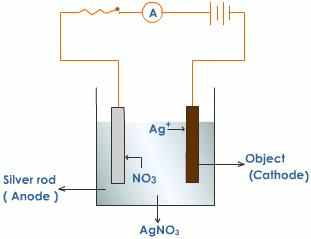 A
Ag+
NO3
Silver rod
( Anode )
Object
(Cathode)
AgNO3